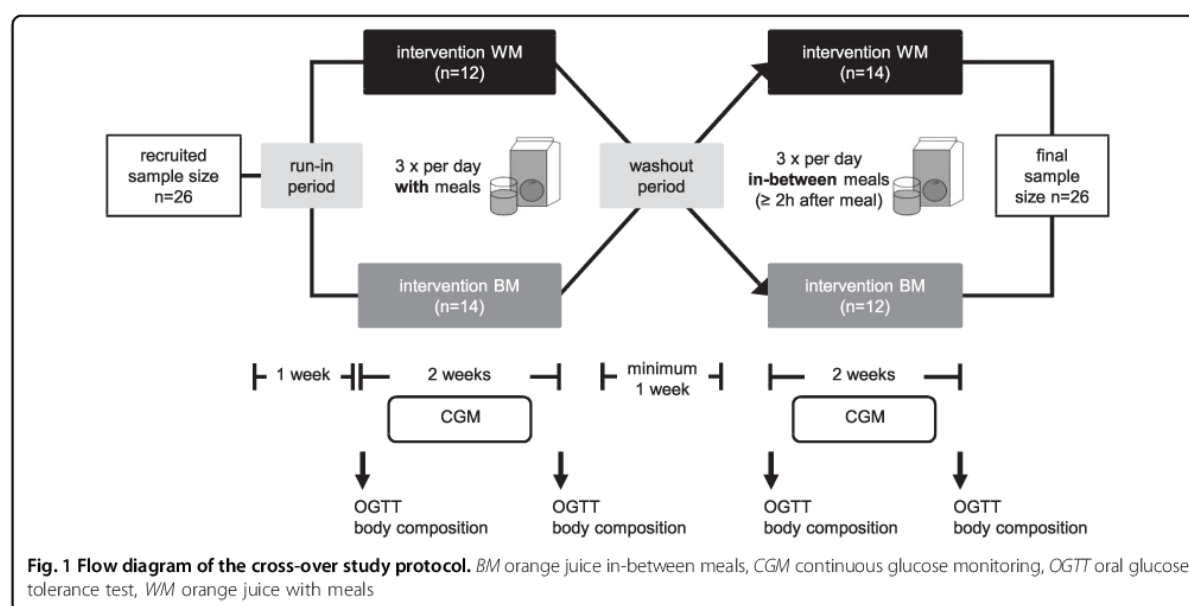 intervention WM
(n=12)
intervention WM
(n=14)
recruited
sample size
n=26
run-in
period
3 x per day
with meals
washout
period
3 x per day
in-between meals
(≥ 2h after meal)
final
sample
size n=26
intervention BM
(n=14)
intervention BM
(n=12)
1 week
2 weeks
minimum
1 week
2 weeks
CGM
CGM
OGTT
body composition
OGTT
body composition
OGTT
body composition
OGTT
body composition
Fig. 1 Flow diagram of the cross-over study protocol. BM orange juice in-between meals, CGM continuous glucose monitoring, OGTT oral glucose
tolerance test, WM orange juice with meals